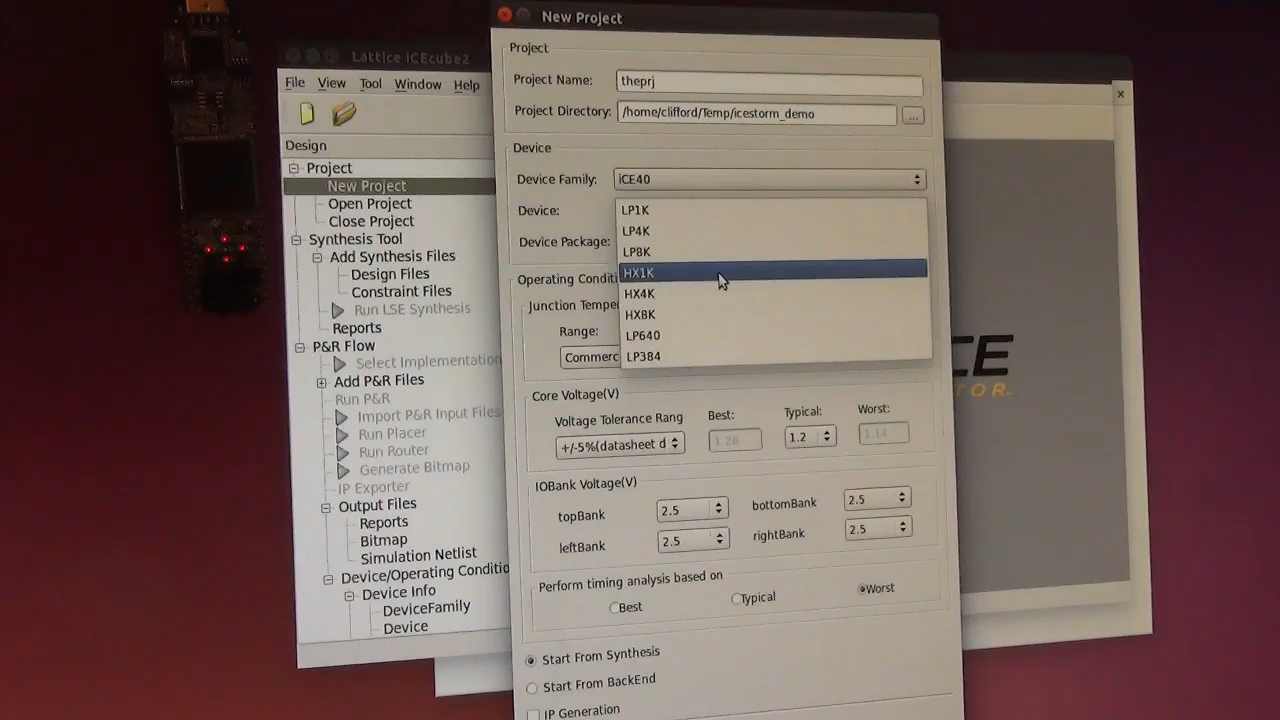 New Project
Lattice iCEcube2
File View Tool Window Help
Design
Project
New Project
Open Project
Close Project
Synthesis Tool
Add Synthesis Files
Design Files
Constraint Files
Run LSE Synthesis
Reports
P&R Flow
Select Implementation
Add P&R Files
Run P&R
Import P&R Input Files
Run Placer
Run Router
Generate Bitmap
IP Exporter
Output Files
Reports
Bitmap
Simulation Netlist
Device/Operating Conditio
Device Info
DeviceFamily
Device
Project
Project Name: theprj
Project Directory: /home/clifford/Temp/icestorm_demo ...
Device
Device Family: iCE40
Device:
LP1K
LP4K
Device Package:
LP8K
HX1K
HX4K
HX8K
LP640
LP384
Operating Conditi
Junction Tempe
Range:
Commerc
Core Voltage(V)
Voltage Tolerance Rang Best: Typical: Worst:
+/-5%(datasheet d 1.26 1.2 1.14
IOBank Voltage(V)
topBank 2.5 bottomBank 2.5
leftBank 2.5 rightBank 2.5
Perform timing analysis based on
Best Typical Worst
Start From Synthesis
Start From BackEnd
IP Generation
CE
TOR